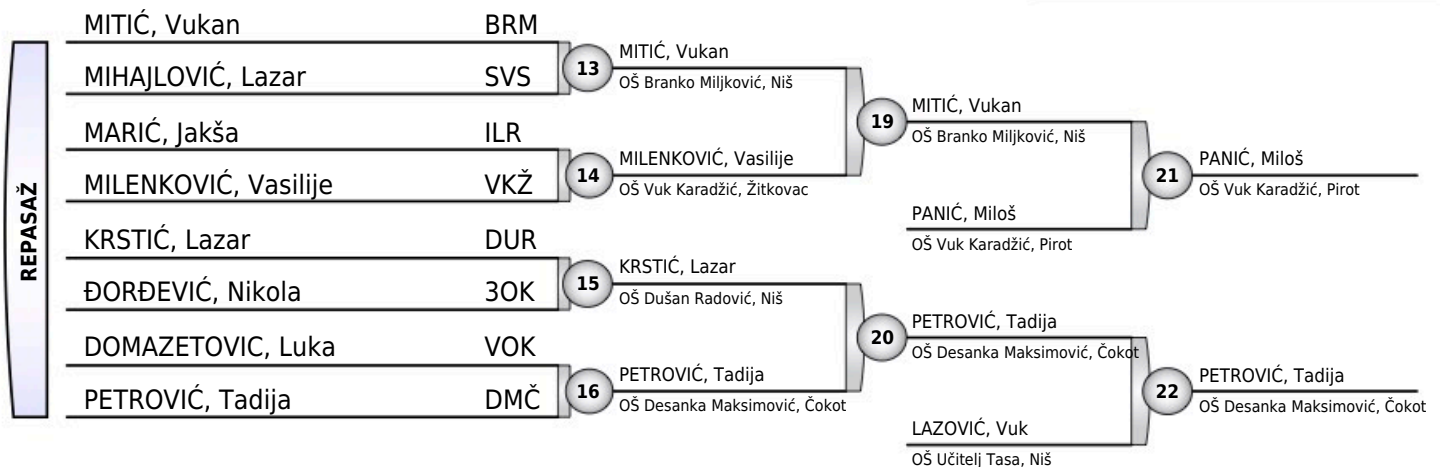 REPASAŽ
MITIĆ, Vukan BRM
MIHAJLOVIĆ, Lazar SVS
MARIĆ, Jakša ILR
MILENKOVIĆ, Vasilije VKŽ
KRSTIĆ, Lazar DUR
ĐORĐEVIĆ, Nikola 3OK
DOMAZETOVIC, Luka VOK
PETROVIĆ, Tadija DMČ
13
MITIĆ, Vukan
OŠ Branko Miljković, Niš
14
MILENKOVIĆ, Vasilije
OŠ Vuk Karadžić, Žitkovac
15
KRSTIĆ, Lazar
OŠ Dušan Radović, Niš
16
PETROVIĆ, Tadija
OŠ Desanka Maksimović, Čokot
19
MITIĆ, Vukan
OŠ Branko Miljković, Niš
PANIĆ, Miloš
OŠ Vuk Karadžić, Pirot
20
PETROVIĆ, Tadija
OŠ Desanka Maksimović, Čokot
LAZOVIĆ, Vuk
OŠ Učitelj Tasa, Niš
21
PANIĆ, Miloš
OŠ Vuk Karadžić, Pirot
22
PETROVIĆ, Tadija
OŠ Desanka Maksimović, Čokot